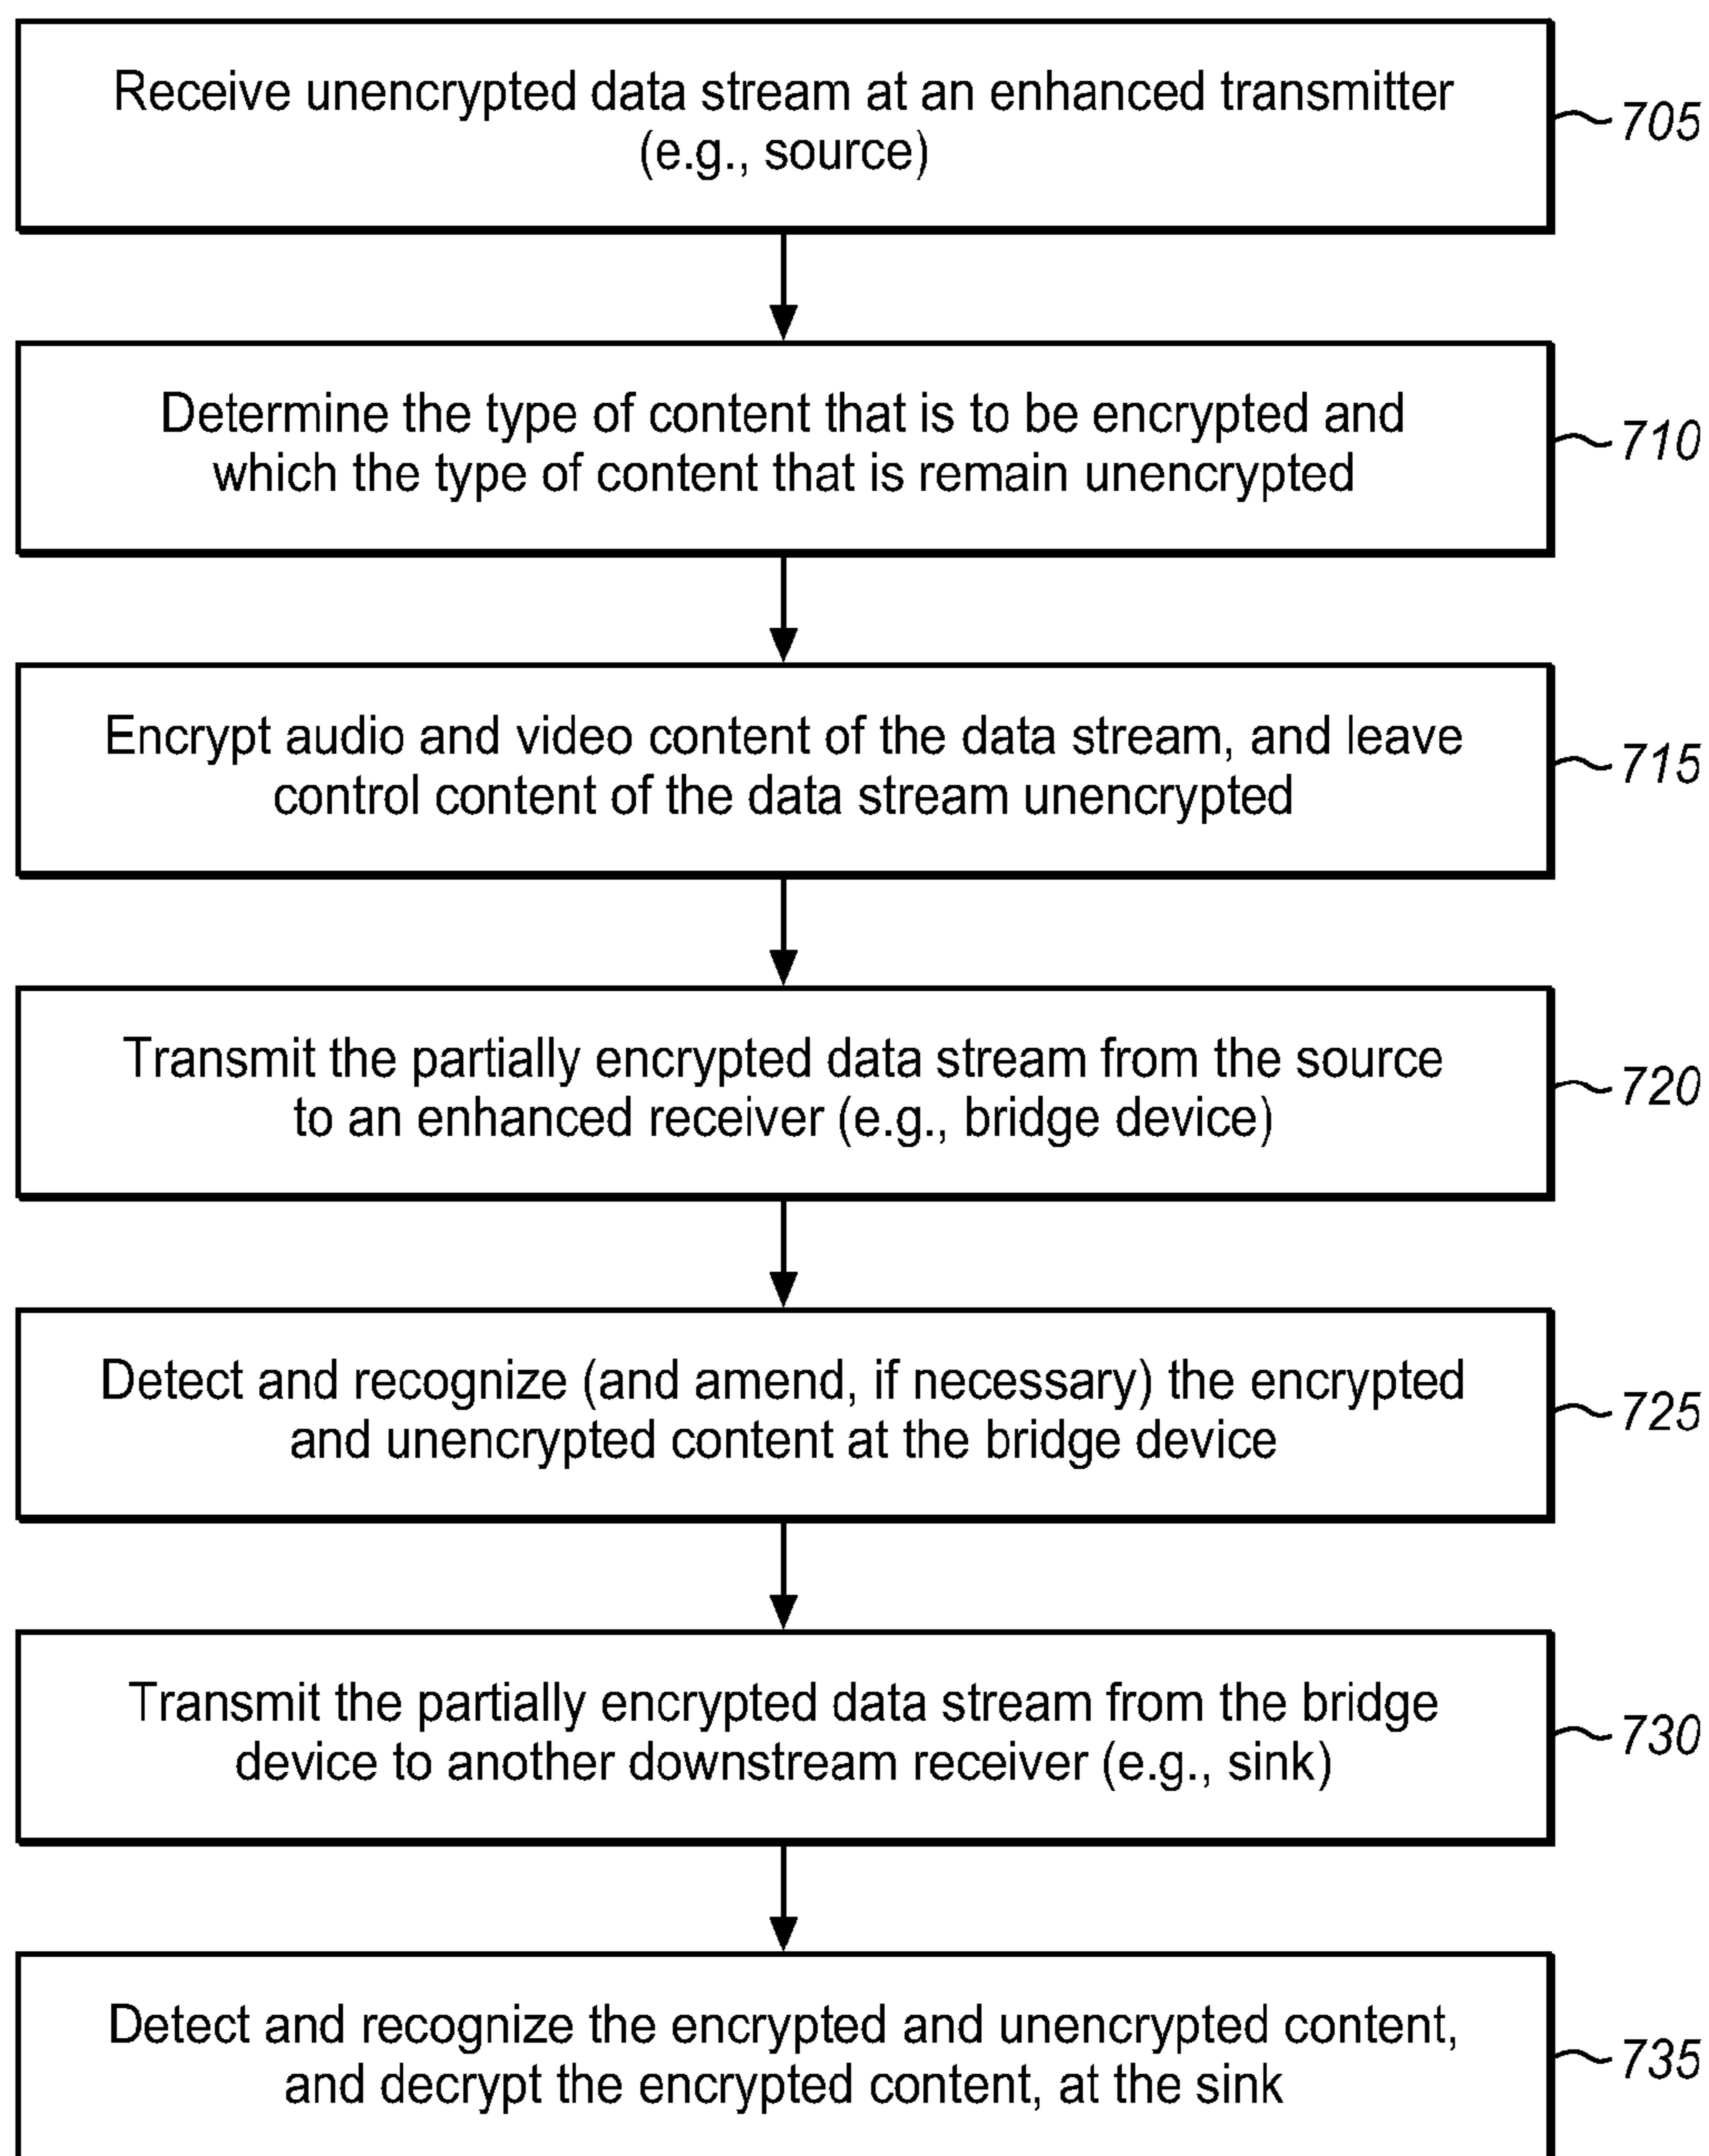 Receive unencrypted data stream at an enhanced transmitter
(e.g., source)
705
Determine the type of content that is to be encrypted and
which the type of content that is remain unencrypted
710
Encrypt audio and video content of the data stream, and leave
control content of the data stream unencrypted
715
Transmit the partially encrypted data stream from the source
to an enhanced receiver (e.g., bridge device)
720
Detect and recognize (and amend, if necessary) the encrypted
and unencrypted content at the bridge device
725
Transmit the partially encrypted data stream from the bridge
device to another downstream receiver (e.g., sink)
730
Detect and recognize the encrypted and unencrypted content,
and decrypt the encrypted content, at the sink
735